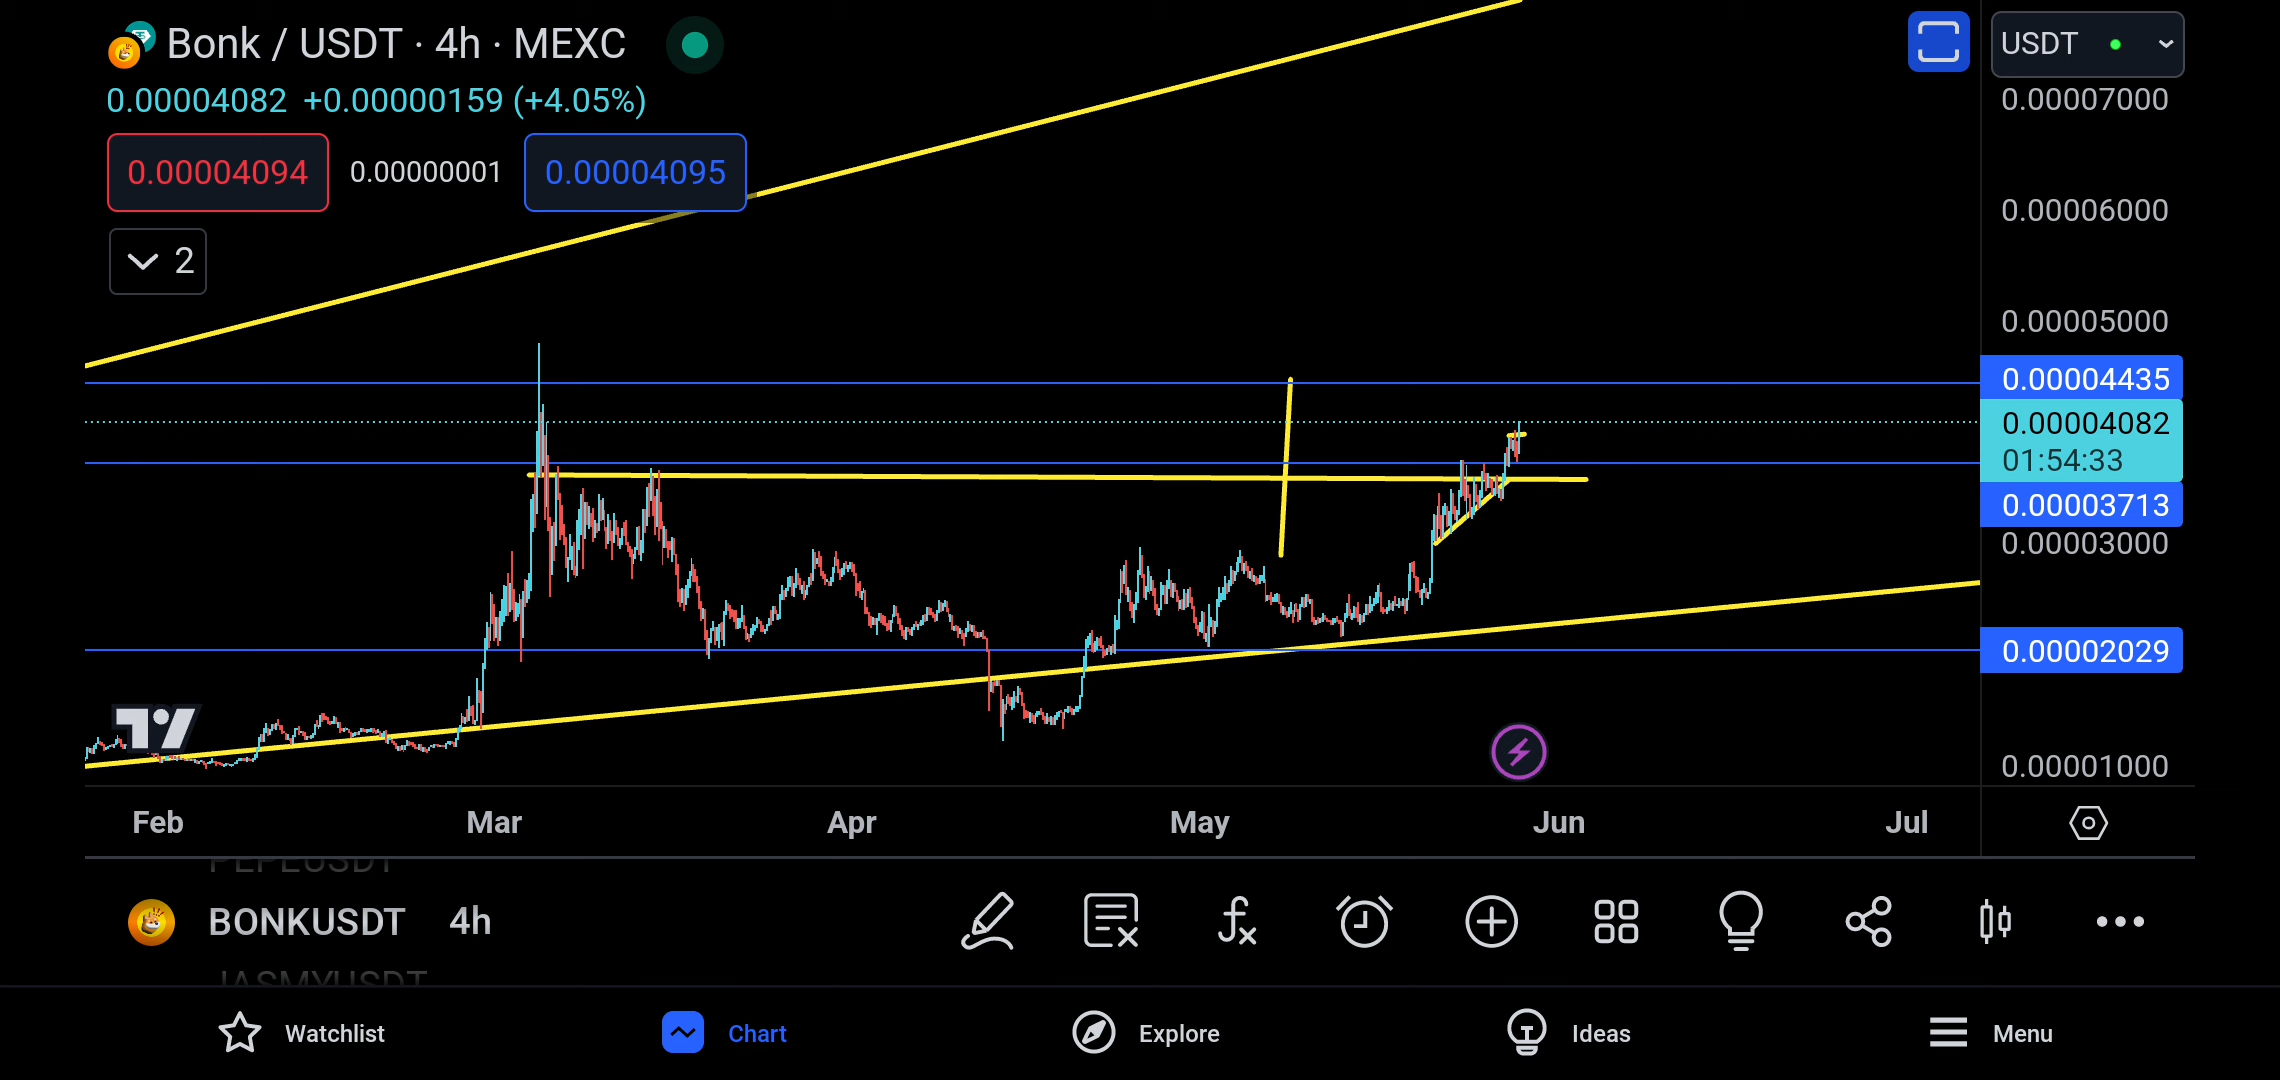 Bonk / USDT · 4h · MEXC
USDT
0.00004082 +0.00000159 (+4.05%)
0.00004094 0.00000001 0.00004095
2
0.00007000
0.00006000
0.00005000
0.00004435
0.00004082
01:54:33
0.00003713
0.00003000
0.00002029
0.00001000
Feb Mar Apr May Jun Jul
PEPEUSDT
BONKUSDT 4h
JASMYUSDT
Watchlist Chart Explore Ideas Menu